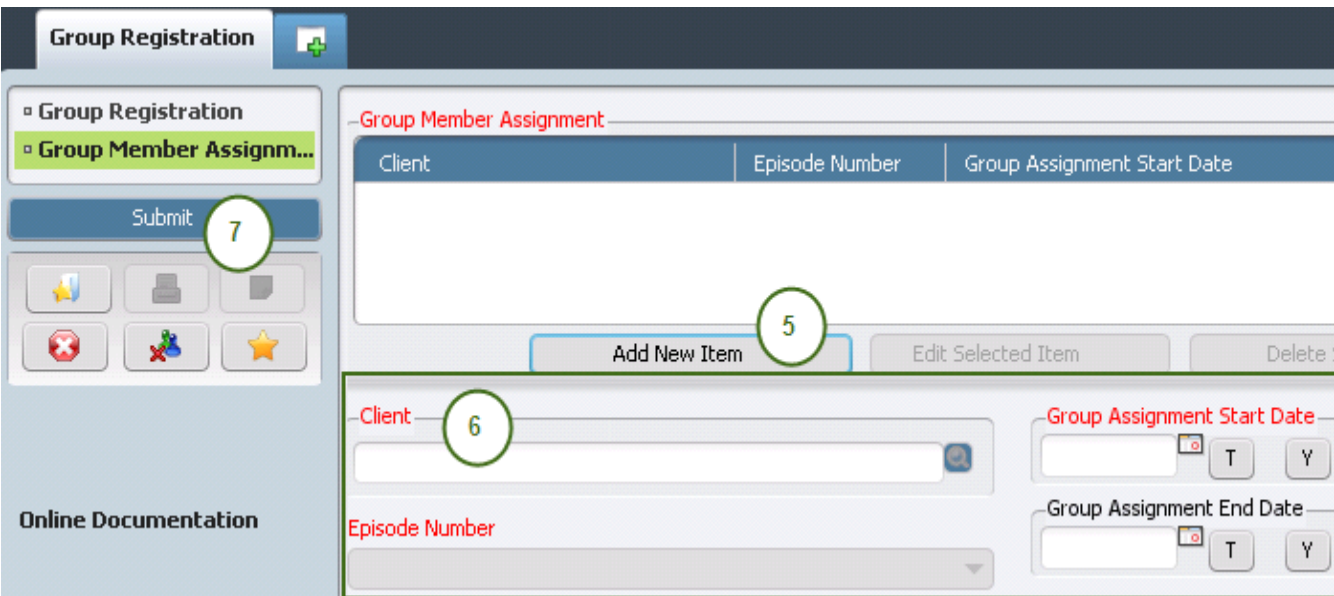 Group Registration
Group Registration
Group Member Assignm...
Submit
7
Online Documentation
Group Member Assignment
Client Episode Number Group Assignment Start Date
5
Add New Item Edit Selected Item Delete
Client
6
Episode Number
Group Assignment Start Date
T Y
Group Assignment End Date
T Y